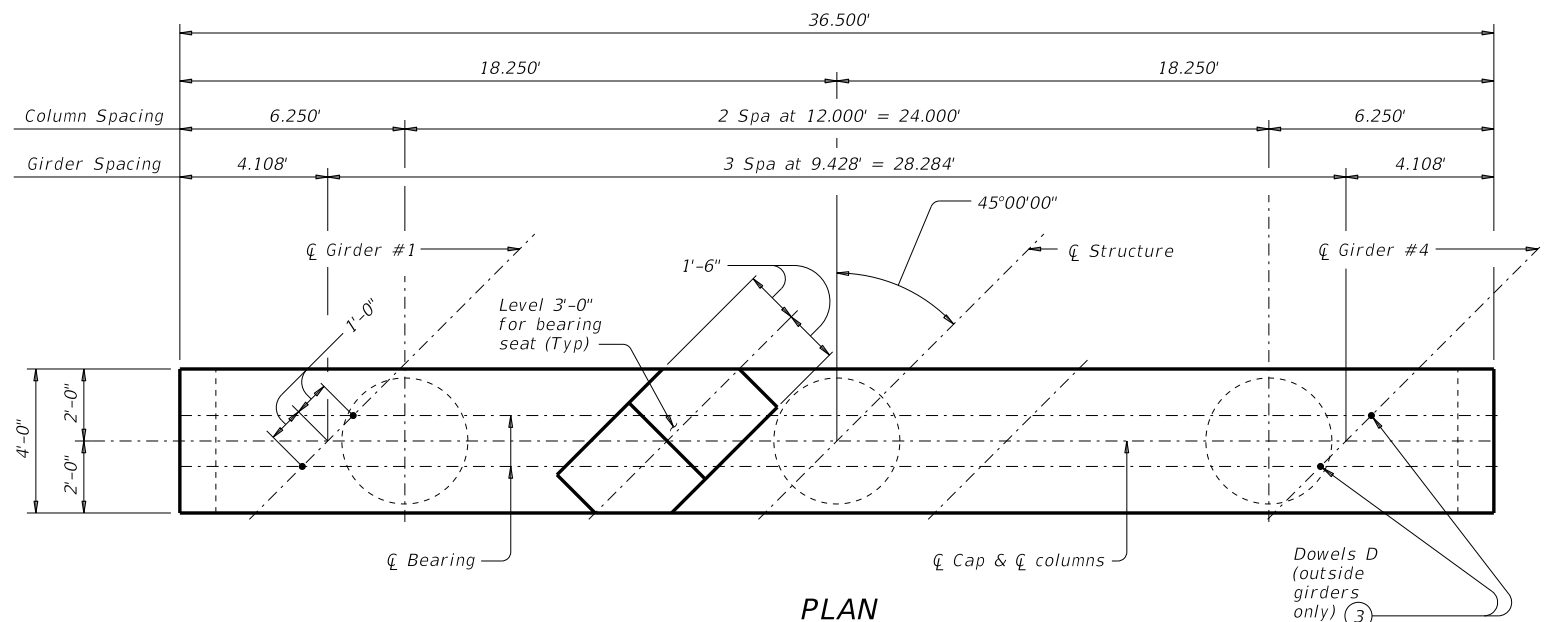 36.500'
18.250'
18.250'
Column Spacing
6.250'
2 Spa at 12.000' = 24.000'
6.250'
Girder Spacing
4.108'
3 Spa at 9.428' = 28.284'
4.108'
45°00'00"
℄ Girder #1
1'-6"
℄ Structure
℄ Girder #4
1'-0"
Level 3'-0"
for bearing
seat (Typ)
4'-0"
2'-0"
2'-0"
℄ Bearing
℄ Cap & ℄ columns
Dowels D
(outside
girders
only) 3
PLAN